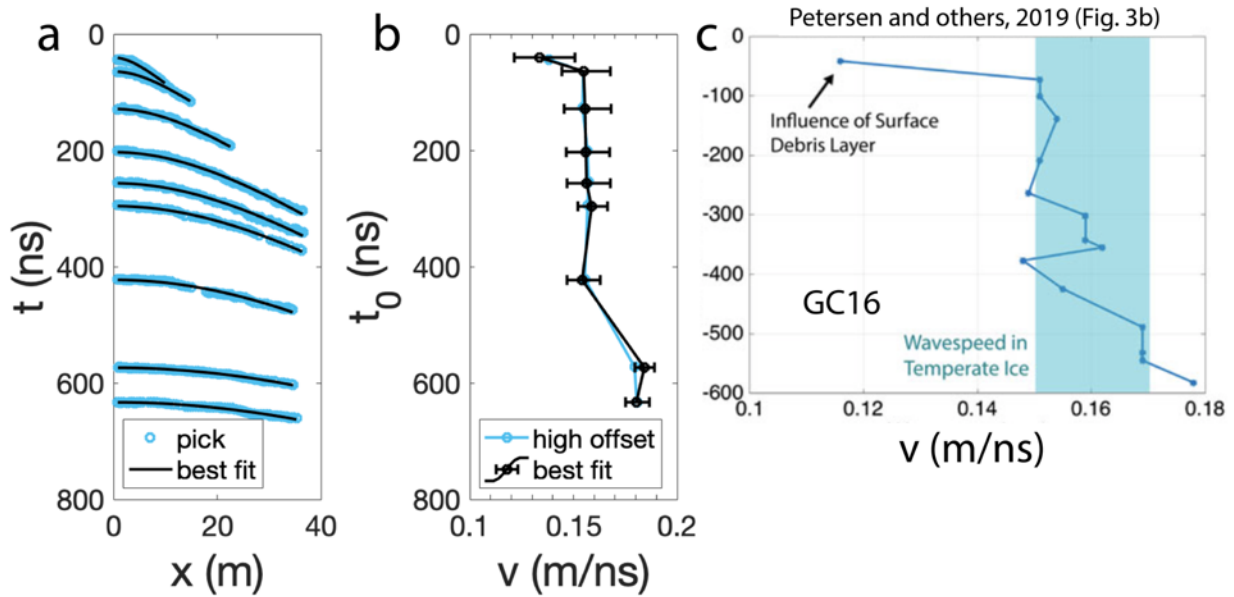 a
0
200
400
600
800
t (ns)
0
20
40
x (m)
pick
best fit
b
0
200
400
600
800
t0 (ns)
0.1
0.15
0.2
v (m/ns)
high offset
best fit
Petersen and others, 2019 (Fig. 3b)
c
0
-100
-200
-300
-400
-500
-600
Influence of Surface
Debris Layer
GC16
Wavespeed in
Temperate Ice
0.1
0.12
0.14
0.16
0.18
v (m/ns)